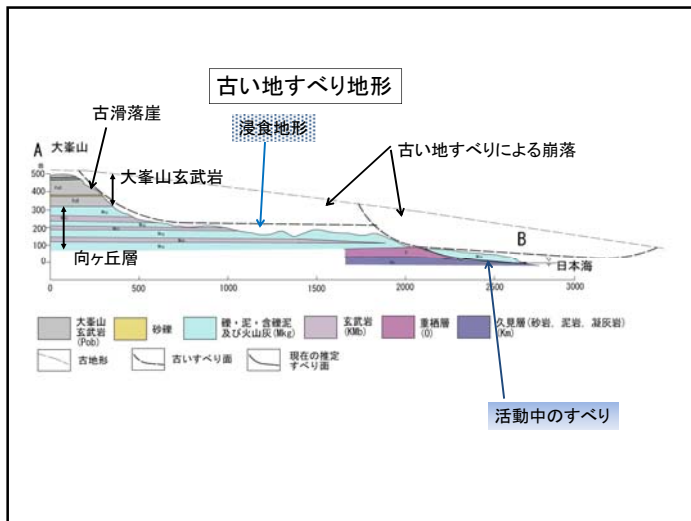 古い地すべり地形
古滑落崖
浸食地形
古い地すべりによる崩落
A 大峯山
大峯山玄武岩
向ヶ丘層
B
日本海
500
400
300
200
100
0
0 500 1000 1500 2000 2500 3000
大峯山
玄武岩
(Pob)
砂礫
礫・泥・含礫泥
及び火山灰(Mkg)
玄武岩
(KMb)
重栖層
(O)
久見層(砂岩, 泥岩, 凝灰岩)
(Km)
古地形
古いすべり面
現在の推定
すべり面
活動中のすべり